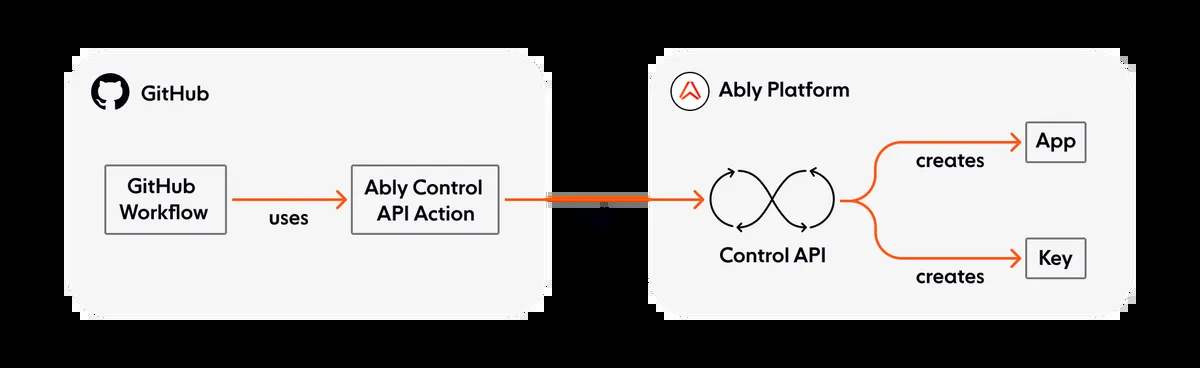 GitHub
GitHub
Workflow
uses
Ably Control
API Action
Ably Platform
Control API
creates
App
creates
Key